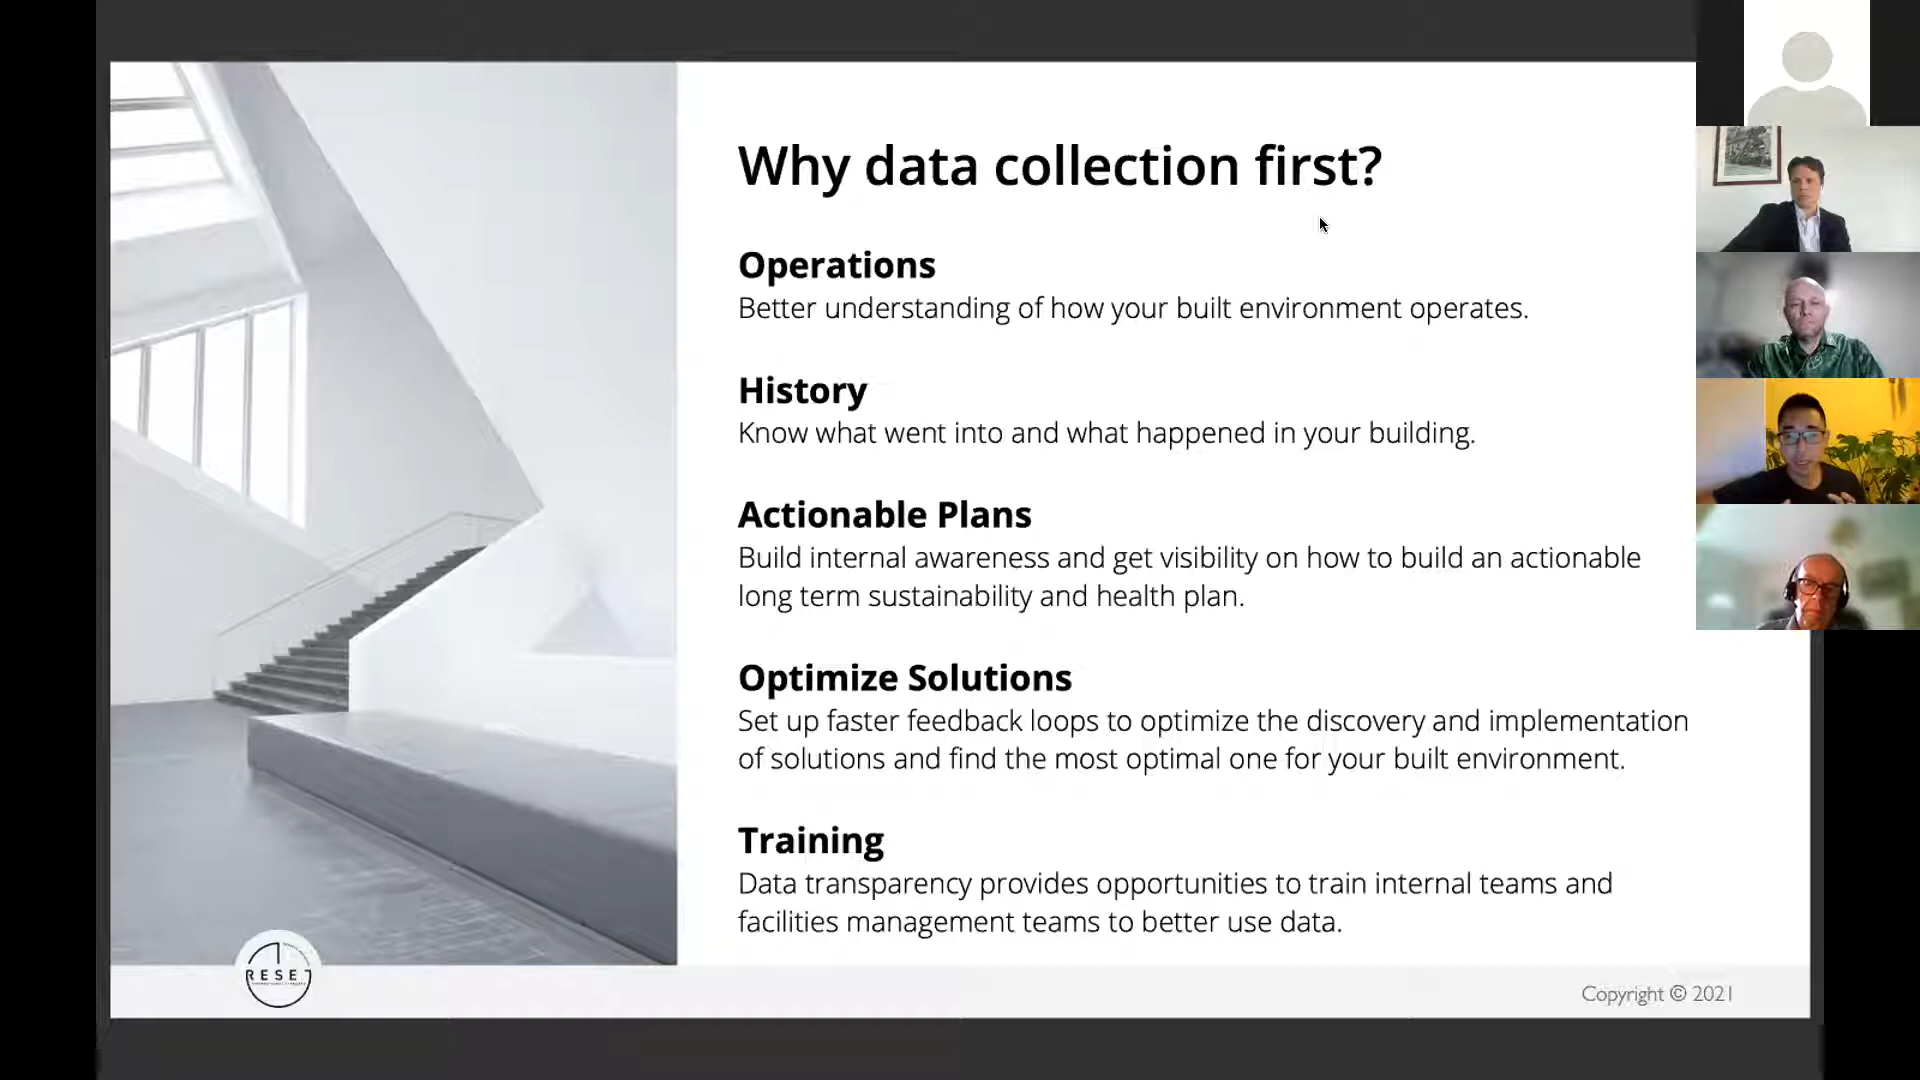 Why data collection first?
Operations
Better understanding of how your built environment operates.
History
Know what went into and what happened in your building.
Actionable Plans
Build internal awareness and get visibility on how to build an actionable
long term sustainability and health plan.
Optimize Solutions
Set up faster feedback loops to optimize the discovery and implementation
of solutions and find the most optimal one for your built environment.
Training
Data transparency provides opportunities to train internal teams and
facilities management teams to better use data.
RESET
Copyright © 2021